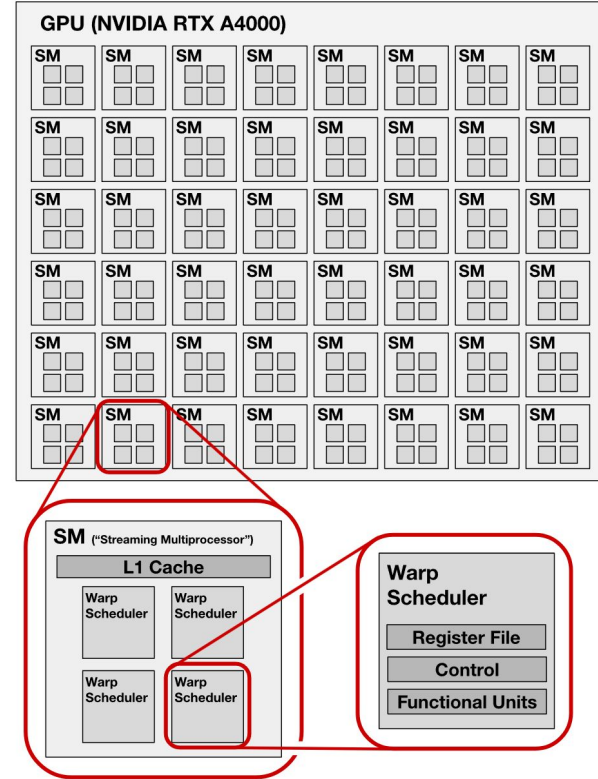 GPU (NVIDIA RTX A4000)
SM SM SM SM SM SM SM SM
SM SM SM SM SM SM SM SM
SM SM SM SM SM SM SM SM
SM SM SM SM SM SM SM SM
SM SM SM SM SM SM SM SM
SM SM SM SM SM SM SM SM
SM ("Streaming Multiprocessor")
L1 Cache
Warp Scheduler
Warp Scheduler
Warp Scheduler
Warp Scheduler
Warp
Scheduler
Register File
Control
Functional Units